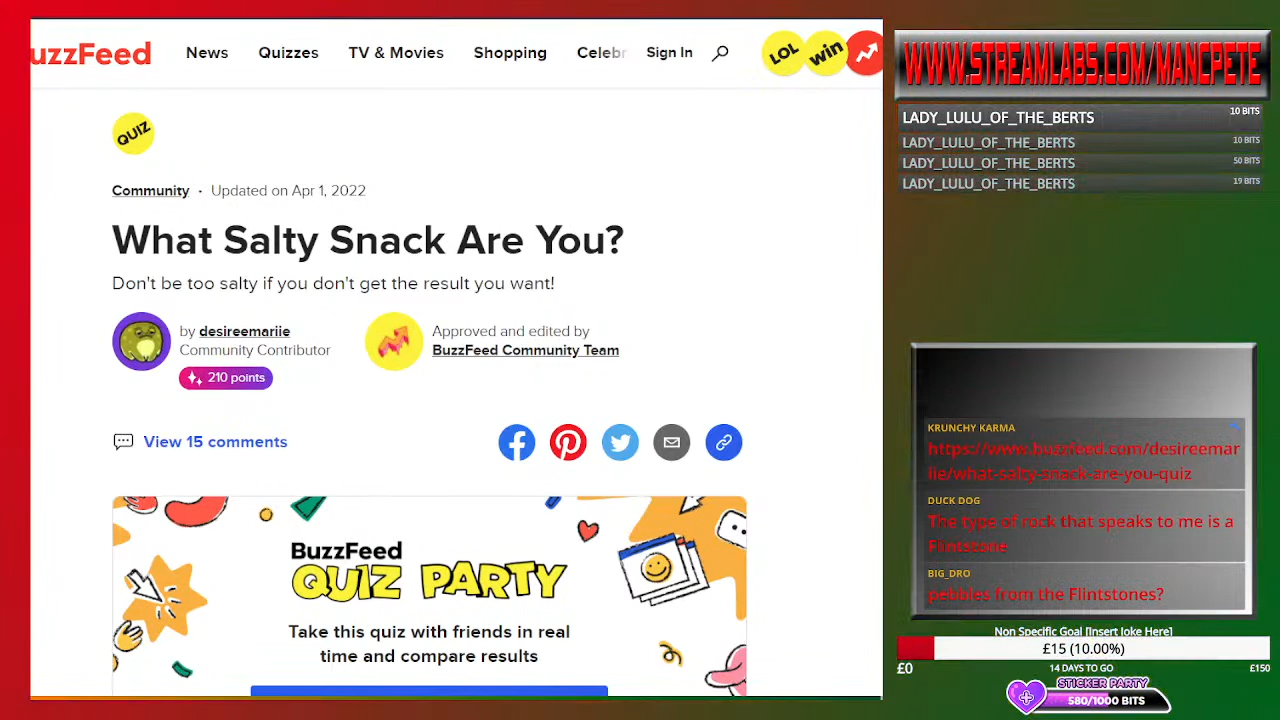 uzzFeed
News
Quizzes
TV & Movies
Shopping
Celebr
Sign In
LOL
win
QUIZ
Community · Updated on Apr 1, 2022
What Salty Snack Are You?
Don't be too salty if you don't get the result you want!
by desireemariie
Community Contributor
210 points
Approved and edited by
BuzzFeed Community Team
View 15 comments
BuzzFeed
QUIZ PARTY
Take this quiz with friends in real
time and compare results
WWW.STREAMLABS.COM/MANCPETE
LADY_LULU_OF_THE_BERTS 10 BITS
LADY_LULU_OF_THE_BERTS 10 BITS
LADY_LULU_OF_THE_BERTS 50 BITS
LADY_LULU_OF_THE_BERTS 19 BITS
KRUNCHY KARMA
https://www.buzzfeed.com/desireemar
iie/what-salty-snack-are-you-quiz
DUCK DOG
The type of rock that speaks to me is a
Flintstone
BIG_DRO
pebbles from the Flintstones?
Non Specific Goal [Insert Joke Here]
£15 (10.00%)
£0 14 DAYS TO GO £150
STICKER PARTY
580/1000 BITS